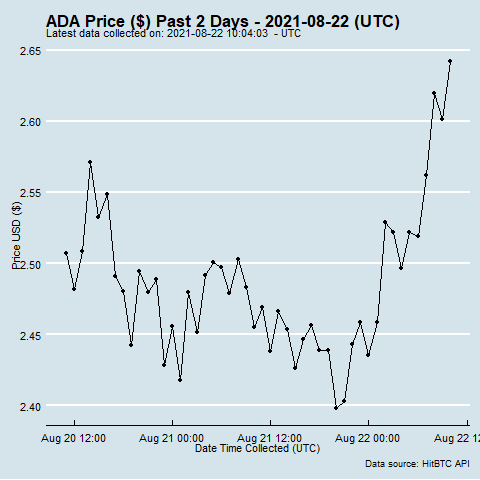 ADA Price ($) Past 2 Days - 2021-08-22 (UTC)
Latest data collected on: 2021-08-22 10:04:03 - UTC
2.65
2.60
2.55
2.50
2.45
2.40
Price USD ($)
Aug 20 12:00 Aug 21 00:00 Aug 21 12:00 Aug 22 00:00 Aug 22 12
Date Time Collected (UTC)
Data source: HitBTC API